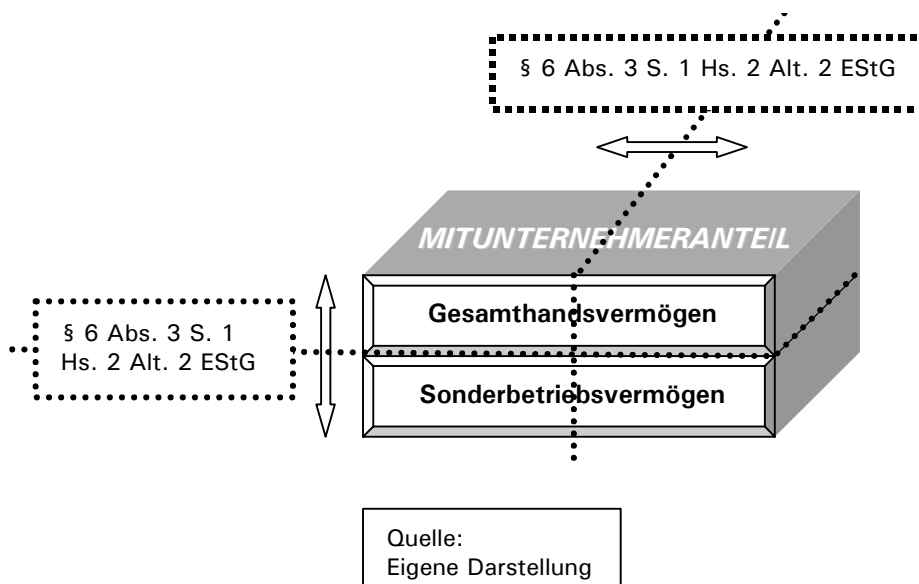 § 6 Abs. 3 S. 1 Hs. 2 Alt. 2 EStG
MITUNTERNEHMERANTEIL
Gesamthandsvermögen
§ 6 Abs. 3 S. 1
Hs. 2 Alt. 2 EStG
Sonderbetriebsvermögen
Quelle:
Eigene Darstellung